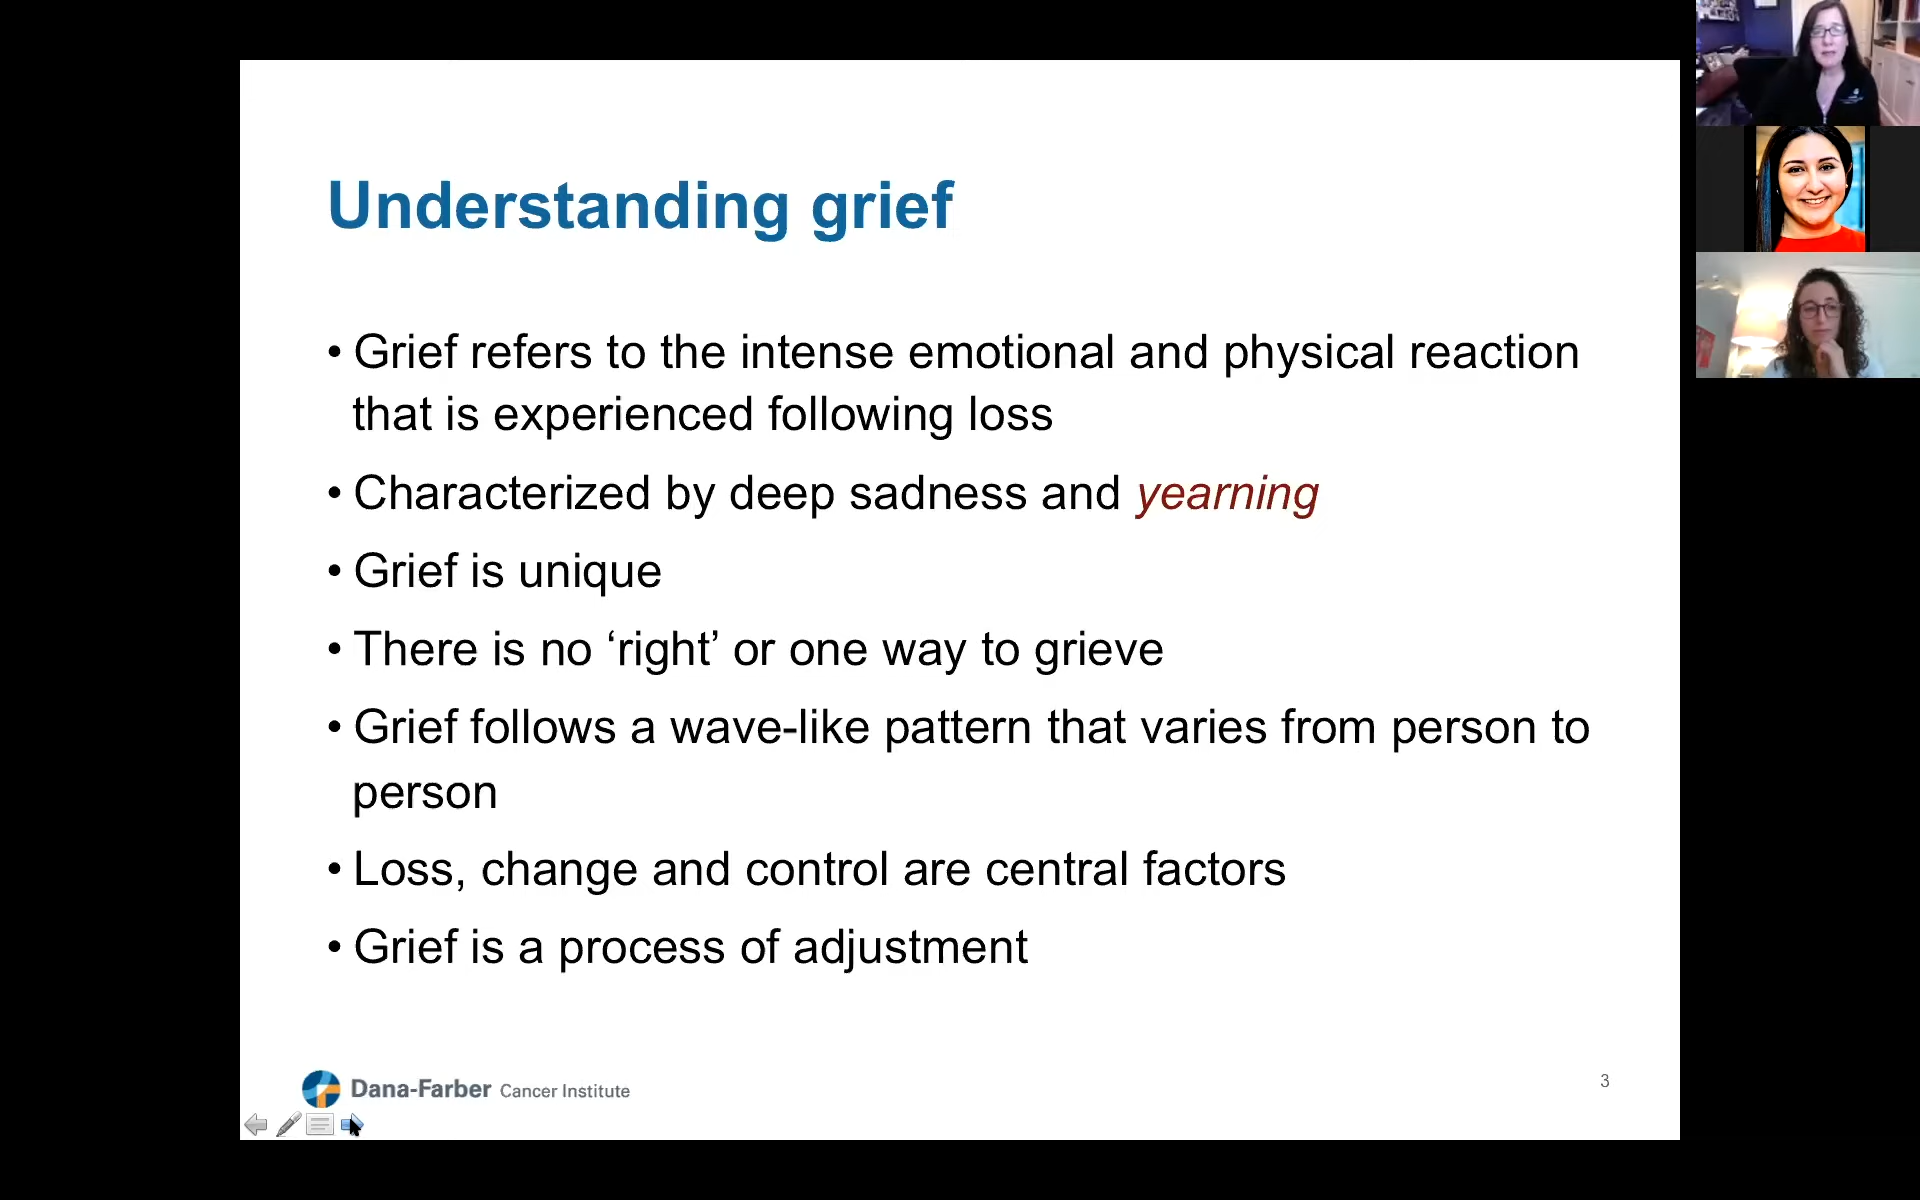 Understanding grief
• Grief refers to the intense emotional and physical reaction
that is experienced following loss
• Characterized by deep sadness and yearning
• Grief is unique
• There is no ‘right’ or one way to grieve
• Grief follows a wave-like pattern that varies from person to
person
• Loss, change and control are central factors
• Grief is a process of adjustment
Dana-Farber Cancer Institute
3